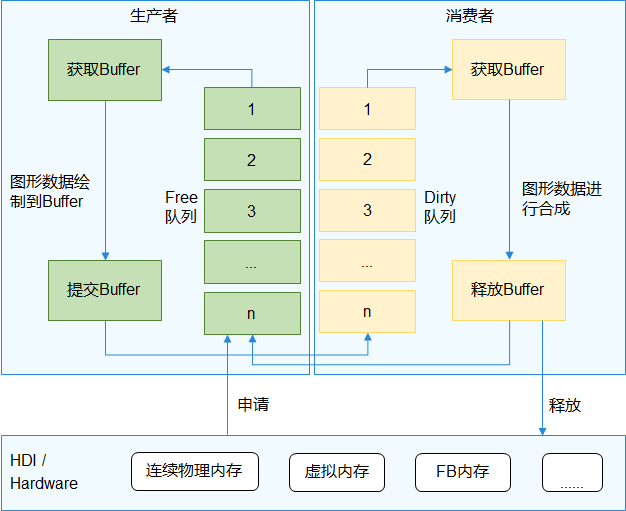 生产者
获取Buffer
图形数据绘
制到Buffer
提交Buffer
Free
队列
1
2
3
...
n
消费者
1
2
3
...
n
Dirty
队列
获取Buffer
图形数据进
行合成
释放Buffer
申请
释放
HDI /
Hardware
连续物理内存
虚拟内存
FB内存
......